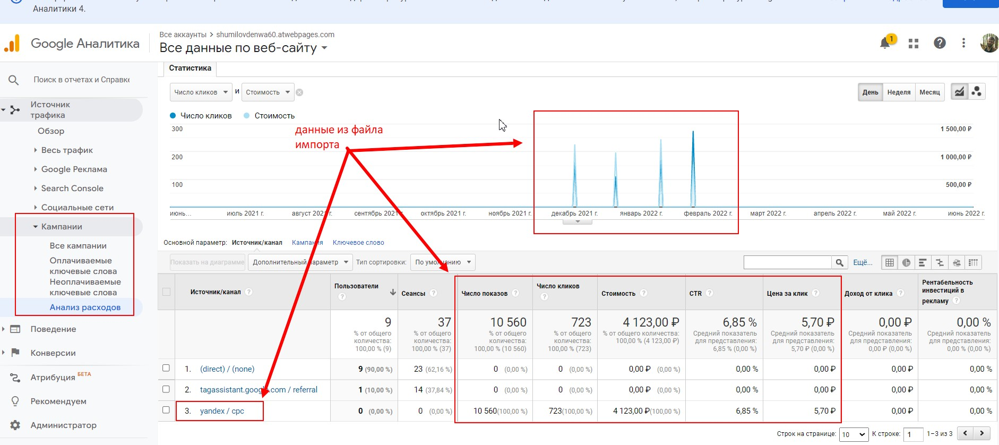 Аналитики 4.
Google Аналитика
Все аккаунты > shumilovdenwa60.atwebpages.com
Все данные по веб-сайту
1
Поиск в отчетах и Справке
Источник
трафика
Обзор
Весь трафик
Google Реклама
Search Console
Социальные сети
Кампании
Все кампании
Оплачиваемые
ключевые слова
Неоплачиваемые
ключевые слова
Анализ расходов
Поведение
Конверсии
Атрибуция БЕТА
Рекомендуем
Администратор
Статистика
Число кликов и Стоимость
День Неделя Месяц
Число кликов Стоимость
данные из файла
импорта
300 1 500,00 ₽
200 1 000,00 ₽
100 500,00 ₽
июнь... июль 2021 г. август 2021 г. сентябрь 2021 г. октябрь 2021 г. ноябрь 2021 г. декабрь 2021 г. январь 2022 г. февраль 2022 г. март 2022 г. апрель 2022 г. май 2022 г. июнь 2022 г.
Основной параметр: Источник/канал Кампания Ключевое слово
Показать на диаграмме Дополнительный параметр Тип сортировки: По умолчанию Ещё...
Источник/канал Пользователи Сеансы Число показов Число кликов Стоимость CTR Цена за клик Доход от клика Рентабельность
инвестиций в
рекламу
9 37 10 560 723 4 123,00 ₽ 6,85 % 5,70 ₽ 0,00 ₽ 0,00 %
% от общего % от общего % от общего % от общего % от общего количества: Средний показатель Средний показатель Средний показатель Средний показатель
количества: количества: количества: количества: 100,00 % (4 123,00 ₽) для представления: для представления: для представления: для представления:
100,00 % (9) 100,00 % (37) 100,00 % (10 560) 100,00 % (723) 6,85 % (0,00 %) 5,70 ₽ (0,00 %) 0,00 ₽ (0,00 %) 0,00 % (0,00 %)
1. (direct) / (none) 9 (90,00 %) 23 (62,16 %) 0 (0,00 %) 0 (0,00 %) 0,00 ₽ (0,00 %) 0,00 % 0,00 ₽ 0,00 ₽ 0,00 %
2. tagassistant.google.com / referral 1 (10,00 %) 14 (37,84 %) 0 (0,00 %) 0 (0,00 %) 0,00 ₽ (0,00 %) 0,00 % 0,00 ₽ 0,00 ₽ 0,00 %
3. yandex / cpc 0 (0,00 %) 0 (0,00 %) 10 560(100,00 %) 723(100,00 %) 4 123,00 ₽(100,00 %) 6,85 % 5,70 ₽ 0,00 ₽ 0,00 %
Строк на странице: 10 К строке: 1 1–3 из 3